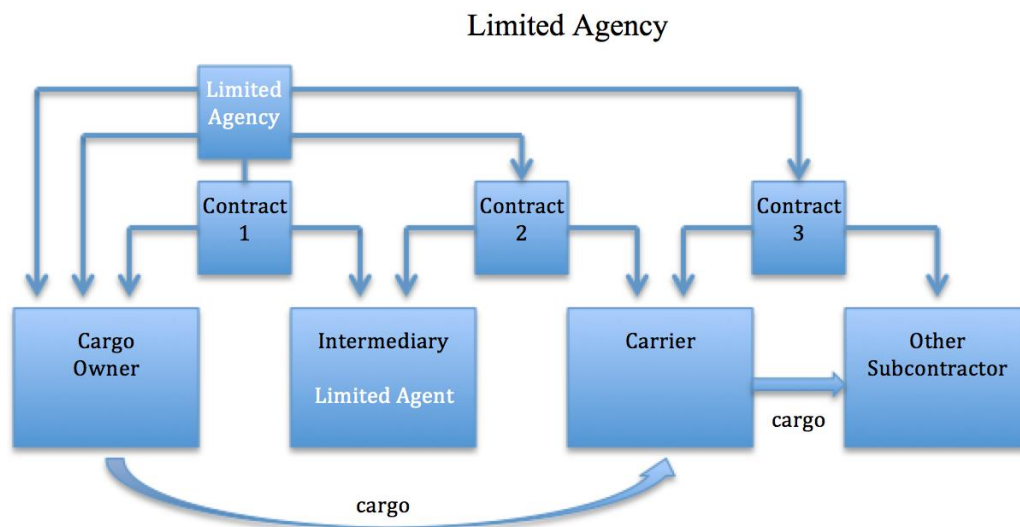 Limited Agency
Limited
Agency
Contract
1
Contract
2
Contract
3
Cargo
Owner
Intermediary
Limited Agent
Carrier
Other
Subcontractor
cargo
cargo